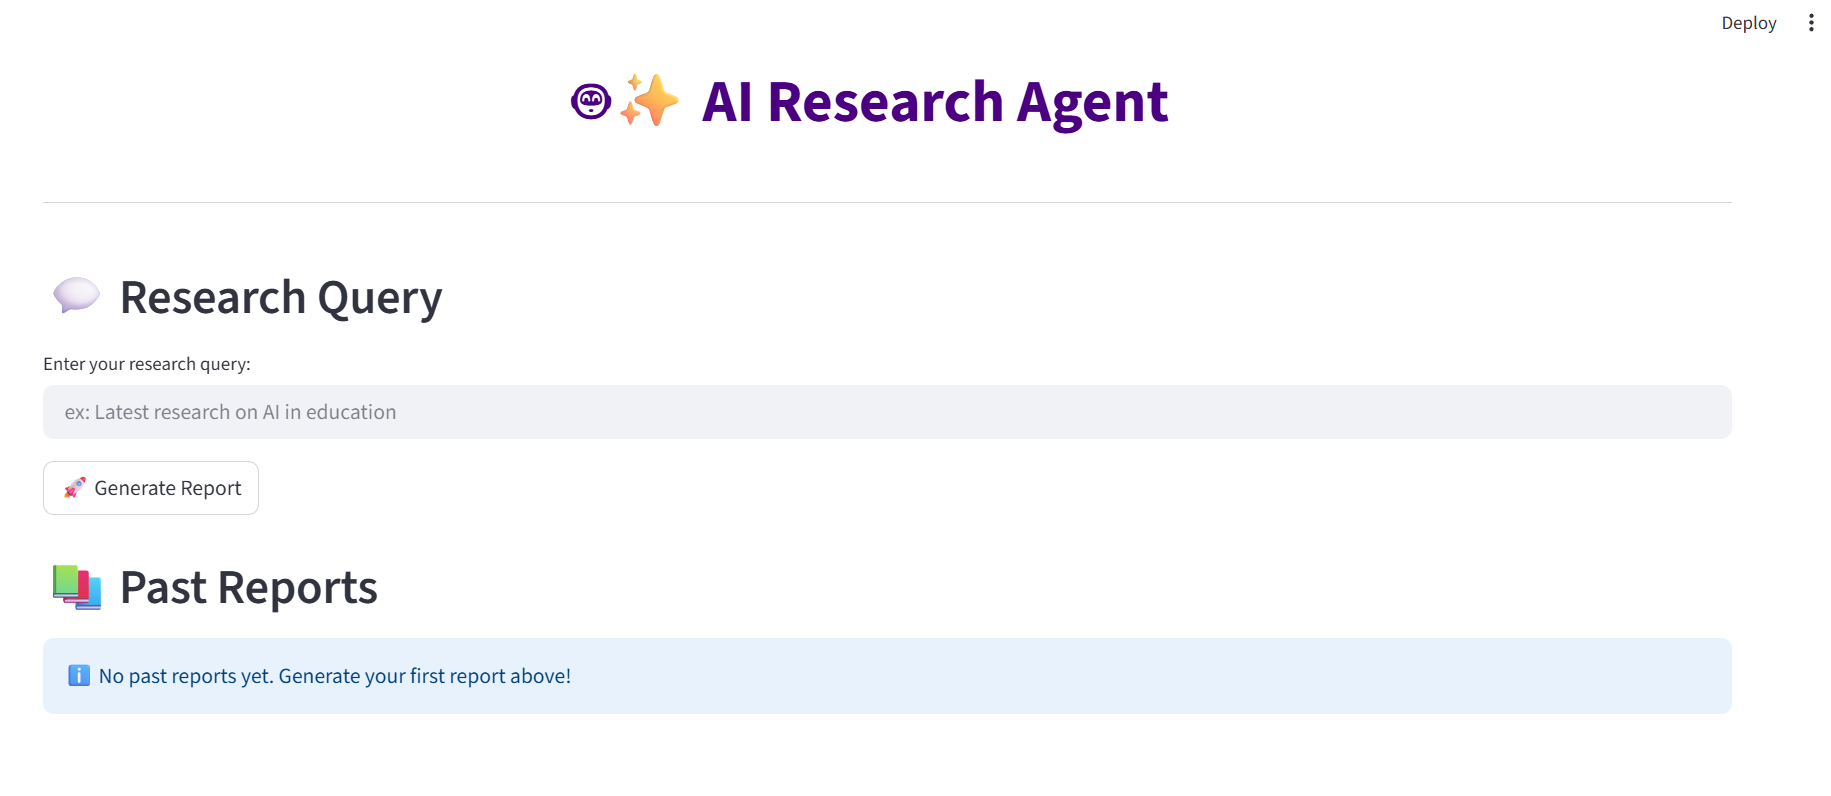 Deploy
AI Research Agent
Research Query
Enter your research query:
ex: Latest research on AI in education
Generate Report
Past Reports
No past reports yet. Generate your first report above!